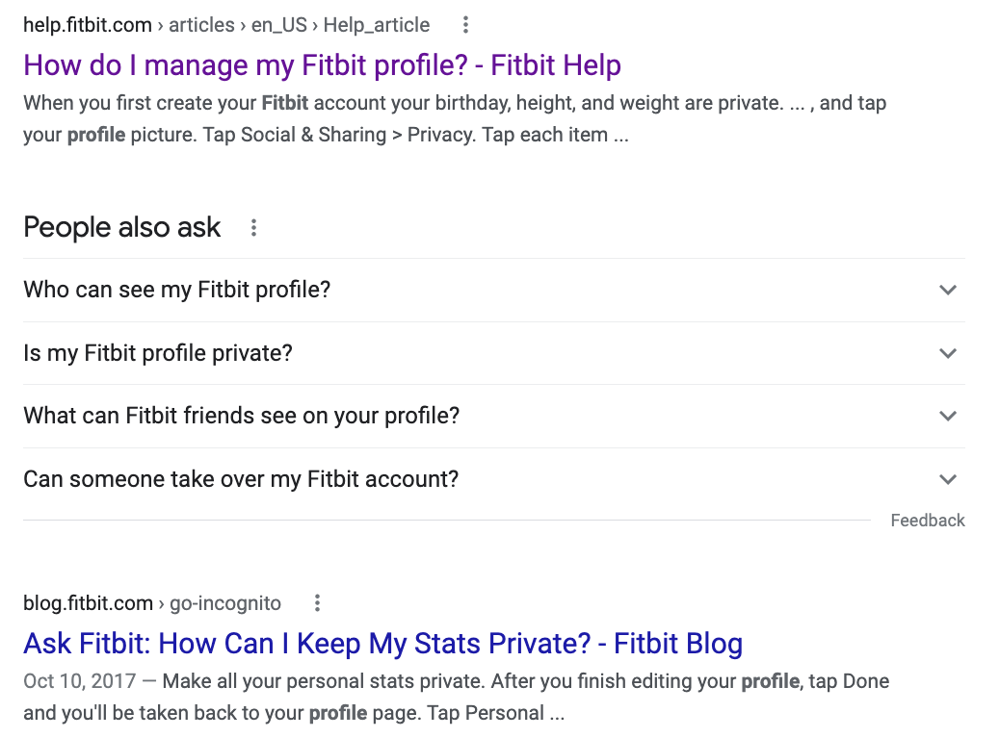 help.fitbit.com › articles › en_US › Help_article
How do I manage my Fitbit profile? - Fitbit Help
When you first create your Fitbit account your birthday, height, and weight are private. ... , and tap
your profile picture. Tap Social & Sharing > Privacy. Tap each item ...
People also ask
Who can see my Fitbit profile?
Is my Fitbit profile private?
What can Fitbit friends see on your profile?
Can someone take over my Fitbit account?
Feedback
blog.fitbit.com › go-incognito
Ask Fitbit: How Can I Keep My Stats Private? - Fitbit Blog
Oct 10, 2017 — Make all your personal stats private. After you finish editing your profile, tap Done
and you'll be taken back to your profile page. Tap Personal ...